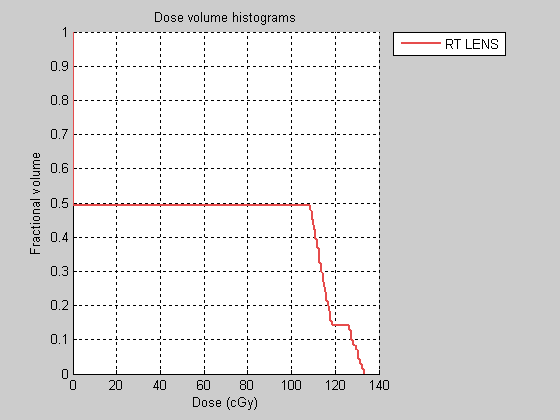 Dose volume histograms
RT LENS
1
0.9
0.8
0.7
0.6
0.5
0.4
0.3
0.2
0.1
0
Fractional volume
0 20 40 60 80 100 120 140
Dose (cGy)